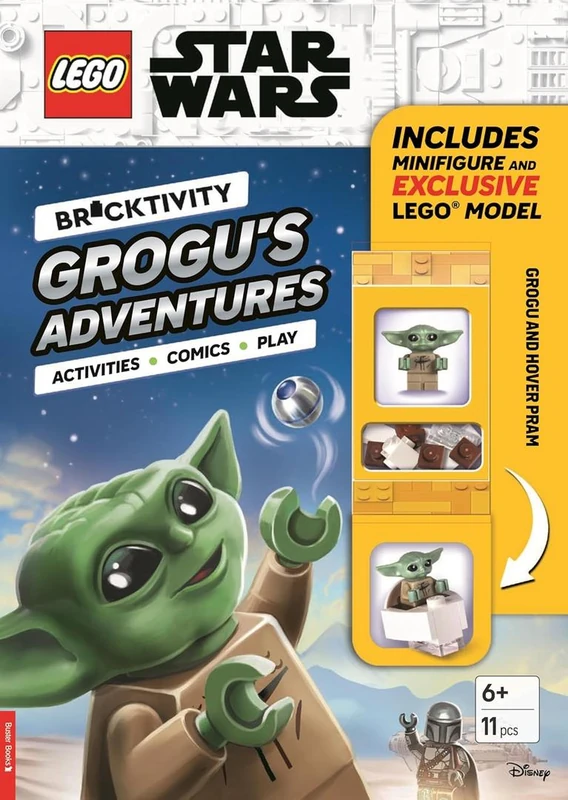 LEGO
STAR
WARS
INCLUDES
MINIFIGURE AND
EXCLUSIVE
LEGO® MODEL
BRICKTIVITY
GROGU'S
ADVENTURES
ACTIVITIES • COMICS • PLAY
GROGU AND HOVER PRAM
6+
11 pcs
Buster Books
Disney